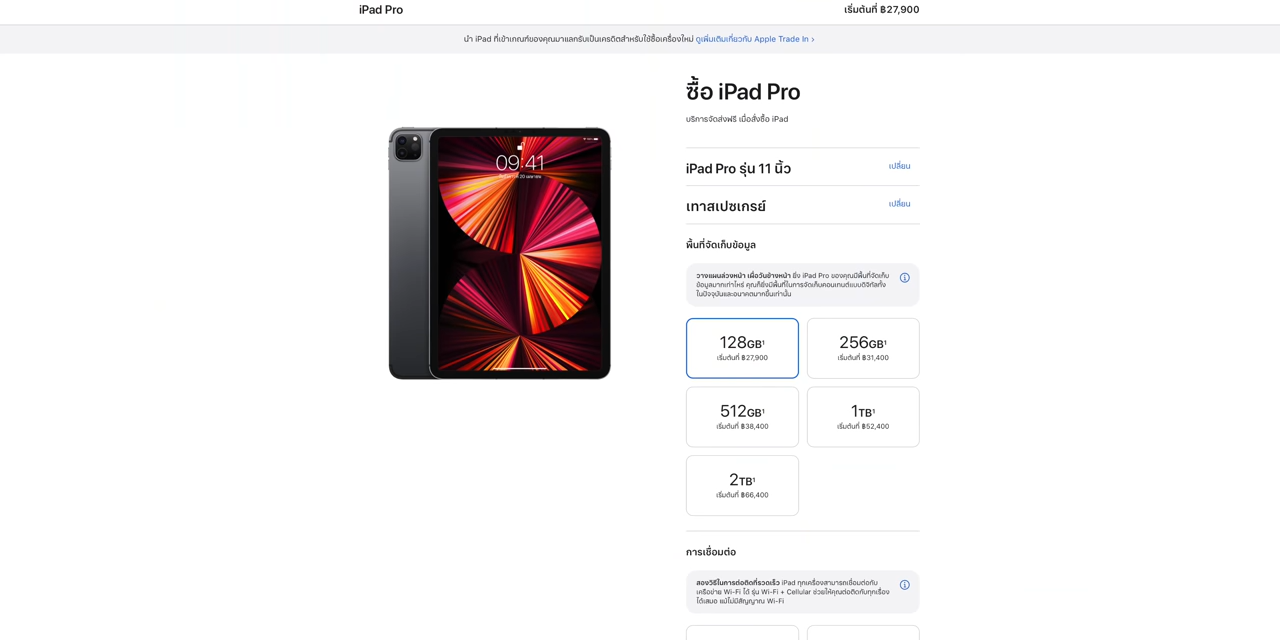 iPad Pro
เริ่มต้นที่ ฿27,900
นำ iPad ที่เข้าเกณฑ์ของคุณมาแลกรับเป็นเครดิตสำหรับใช้ซื้อเครื่องใหม่ ดูเพิ่มเติมเกี่ยวกับ Apple Trade In ›
ซื้อ iPad Pro
บริการจัดส่งฟรี เมื่อสั่งซื้อ iPad
09:41
iPad Pro รุ่น 11 นิ้ว
เปลี่ยน
เทาสเปซเกรย์
เปลี่ยน
พื้นที่จัดเก็บข้อมูล
วางแผนล่วงหน้า เผื่อวันข้างหน้า ยิ่ง iPad Pro ของคุณมีพื้นที่จัดเก็บ
ข้อมูลมากเท่าไหร่ คุณก็ยิ่งมีพื้นที่ในการจัดเก็บคอนเทนต์แบบดิจิทัลทั้ง
ในปัจจุบันและอนาคตมากขึ้นเท่านั้น
128GB¹
เริ่มต้นที่ ฿27,900
256GB¹
เริ่มต้นที่ ฿31,400
512GB¹
เริ่มต้นที่ ฿38,400
1TB¹
เริ่มต้นที่ ฿52,400
2TB¹
เริ่มต้นที่ ฿66,400
การเชื่อมต่อ
สองวิธีในการต่อติดที่รวดเร็ว iPad ทุกเครื่องสามารถเชื่อมต่อกับ
เครือข่าย Wi-Fi ได้ รุ่น Wi-Fi + Cellular ช่วยให้คุณต่อติดกับทุกเรื่อง
ได้เสมอ แม้ไม่มีสัญญาณ Wi-Fi